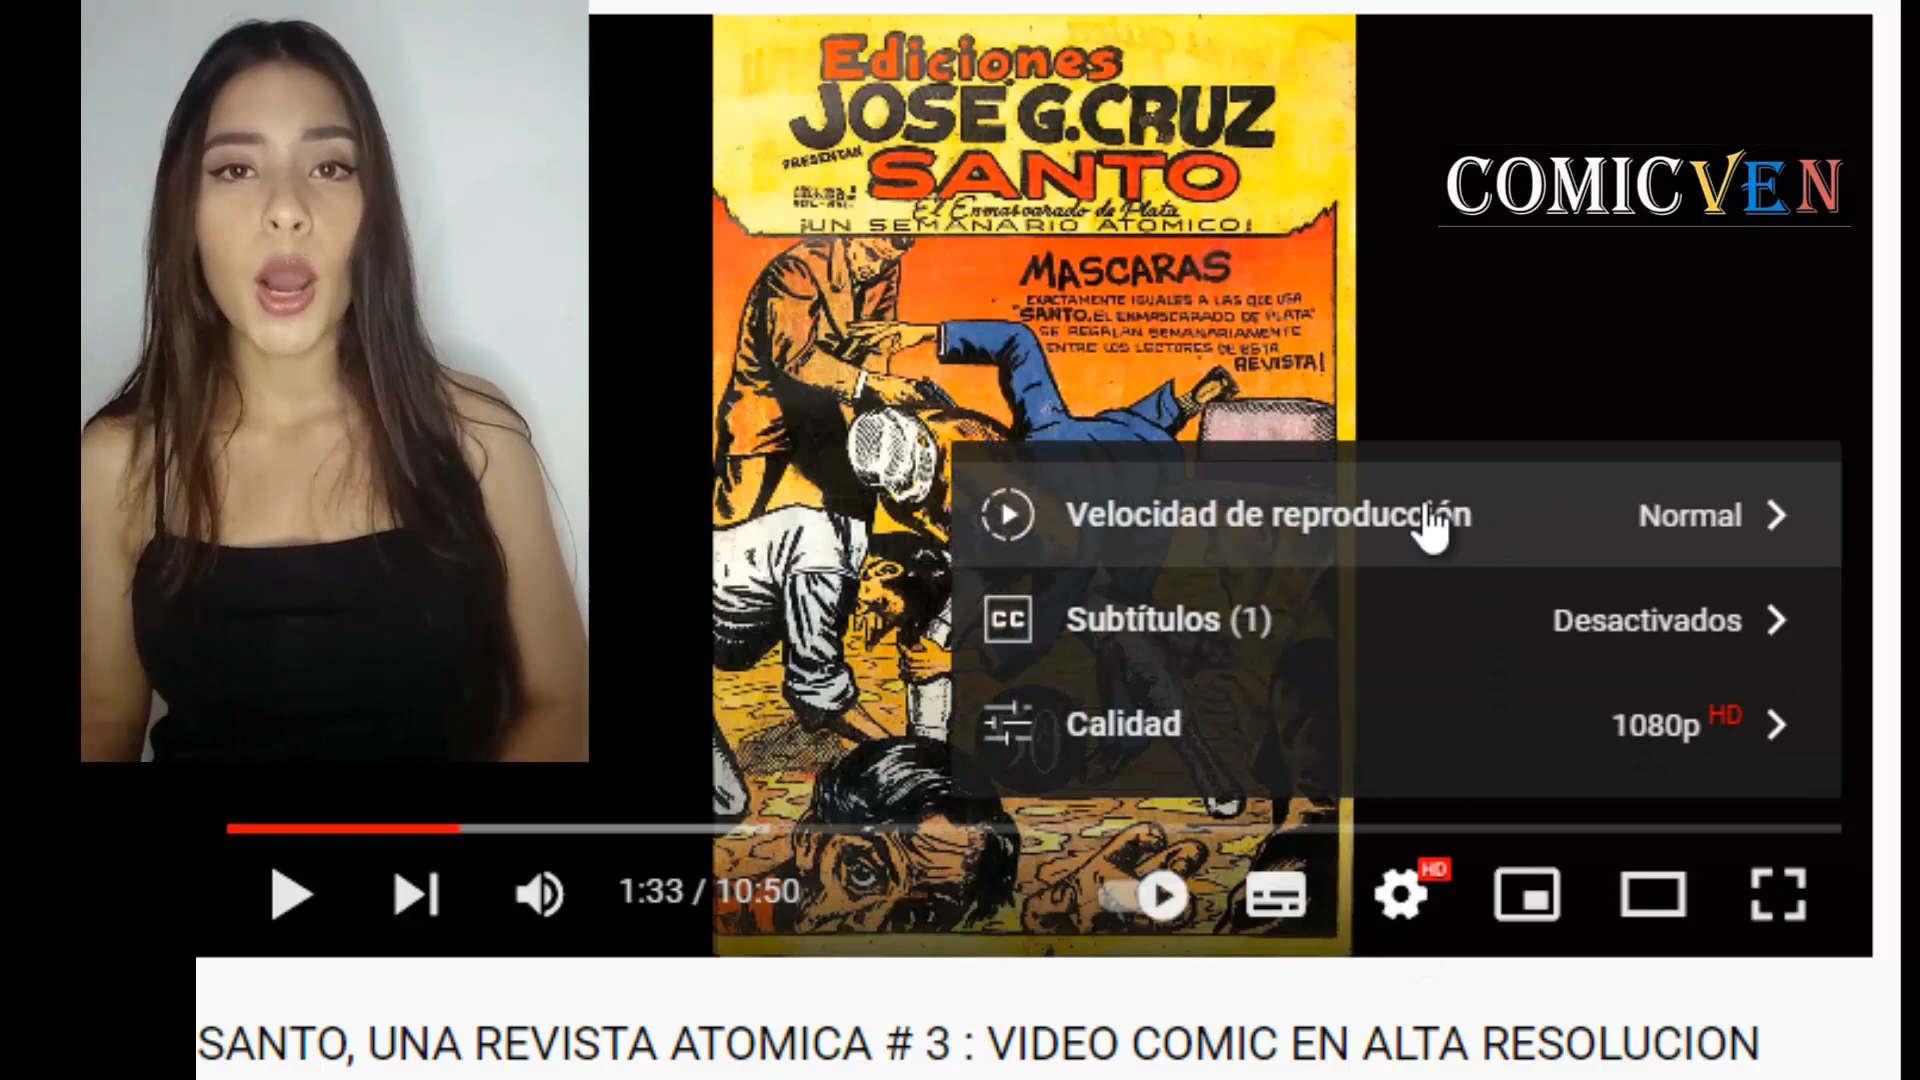 Ediciones
JOSE G. CRUZ
PRESENTAN
SANTO
El Enmascarado de Plata
¡UN SEMANARIO ATOMICO!
COMICVEN
MASCARAS
EXACTAMENTE IGUALES A LAS QUE USA
"SANTO, EL ENMASCARADO DE PLATA"
SE REGALAN SEMANARIAMENTE
ENTRE LOS LECTORES DE ESTA
REVISTA!
Velocidad de reproducción Normal
CC Subtítulos (1) Desactivados
Calidad 1080p HD
1:33 / 10:50
HD
SANTO, UNA REVISTA ATOMICA # 3 : VIDEO COMIC EN ALTA RESOLUCION